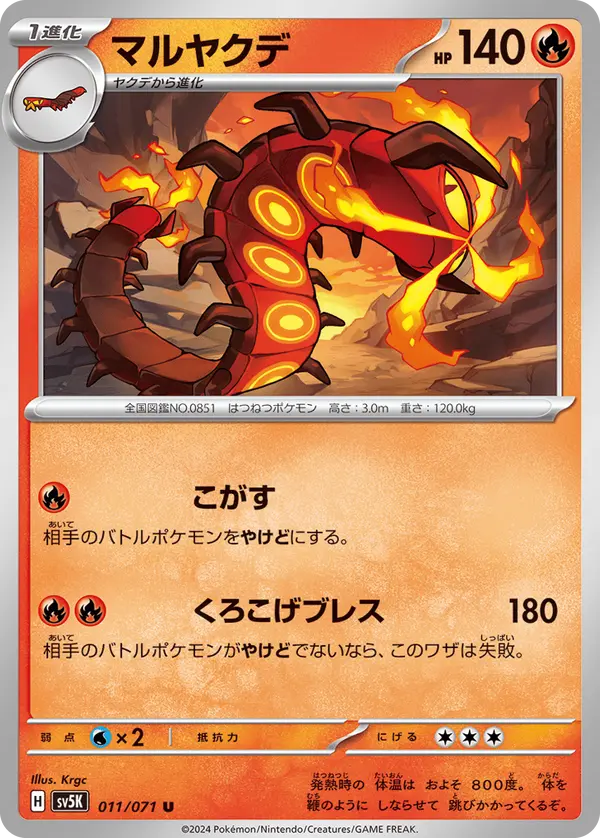 1進化
マルヤクデ
HP 140
ヤクデから進化
全国図鑑NO.0851 はつねつポケモン 高さ:3.0m 重さ:120.0kg
こがす
相手のバトルポケモンをやけどにする。
くろこげブレス 180
相手のバトルポケモンがやけどでないなら、このワザは失敗。
弱点 ×2 抵抗力 にげる
Illus. Krgc
H sv5K 011/071 U
発熱時の 体温は およそ 800度。 体を
鞭のように しならせて 跳びかかってくるぞ。
©2024 Pokémon/Nintendo/Creatures/GAME FREAK.